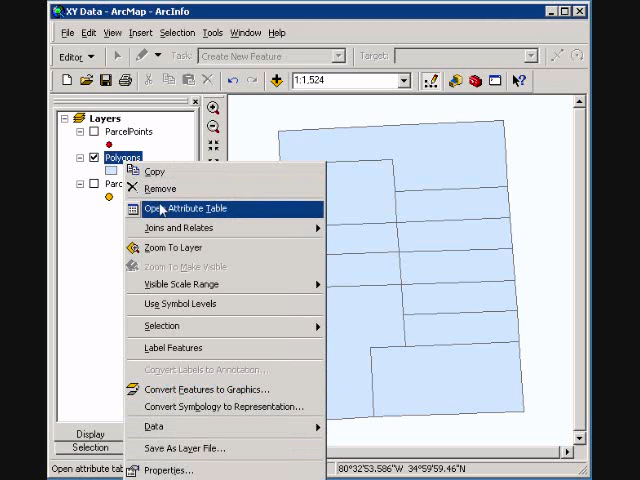 XY Data - ArcMap - ArcInfo
File Edit View Insert Selection Tools Window Help
Editor Task: Create New Feature Target:
1:1,524
Layers
ParcelPoints
Polygons
Parc
Copy
Remove
Open Attribute Table
Joins and Relates
Zoom To Layer
Zoom To Make Visible
Visible Scale Range
Use Symbol Levels
Selection
Label Features
Convert Labels to Annotation...
Convert Features to Graphics...
Convert Symbology to Representation...
Data
Save As Layer File...
Properties...
Display
Selection
Open attribute tab
80°32'53.586"W 34°59'59.46"N